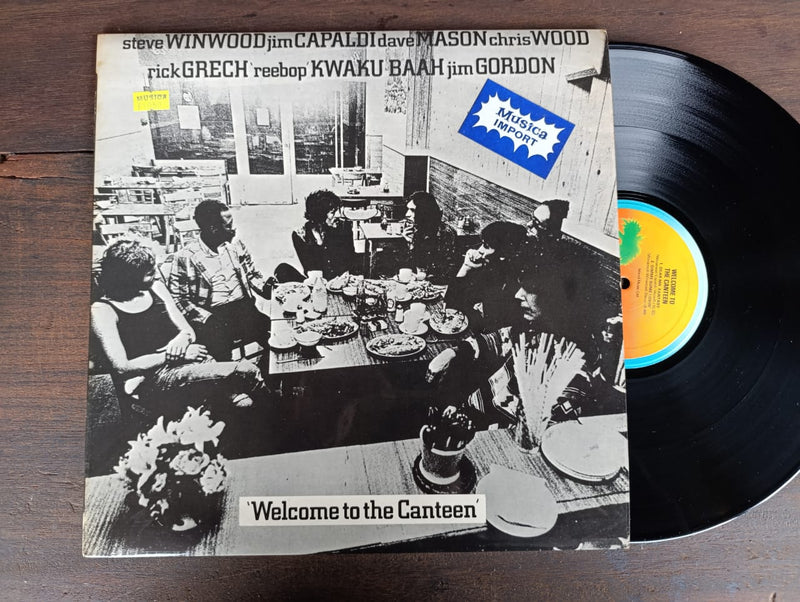 steve WINWOOD jim CAPALDI dave MASON chris WOOD
rick GRECH 'reebop' KWAKU BAAH jim GORDON
MUSICA
Musica
IMPORT
'Welcome to the Canteen'
WELCOME TO
THE CANTEEN